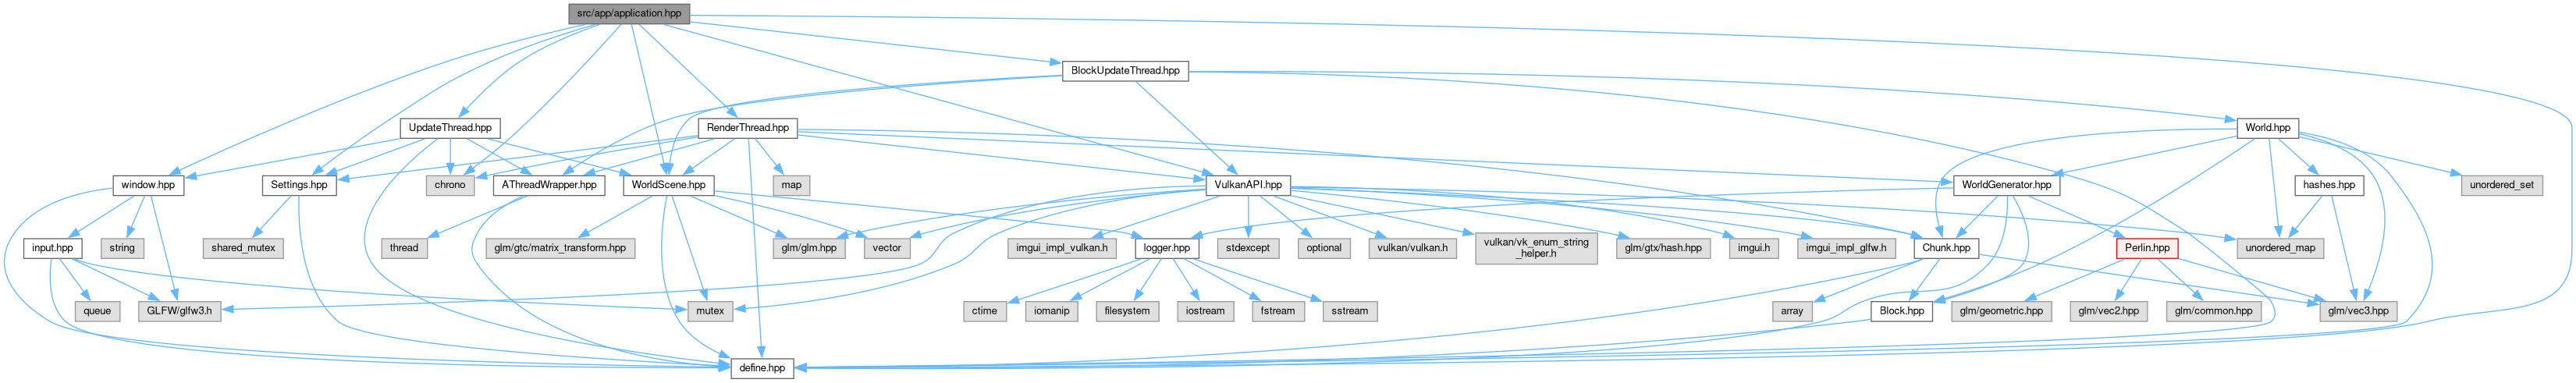 src/app/application.hpp
BlockUpdateThread.hpp
UpdateThread.hpp
RenderThread.hpp
World.hpp
window.hpp
Settings.hpp
chrono
AThreadWrapper.hpp
WorldScene.hpp
map
VulkanAPI.hpp
WorldGenerator.hpp
hashes.hpp
unordered_set
input.hpp
string
shared_mutex
thread
glm/gtc/matrix_transform.hpp
glm/glm.hpp
vector
imgui_impl_vulkan.h
logger.hpp
stdexcept
optional
vulkan/vulkan.h
vulkan/vk_enum_string
_helper.h
glm/gtx/hash.hpp
imgui.h
imgui_impl_glfw.h
Chunk.hpp
Perlin.hpp
unordered_map
queue
GLFW/glfw3.h
mutex
ctime
iomanip
filesystem
iostream
fstream
sstream
array
Block.hpp
glm/geometric.hpp
glm/vec2.hpp
glm/common.hpp
glm/vec3.hpp
define.hpp